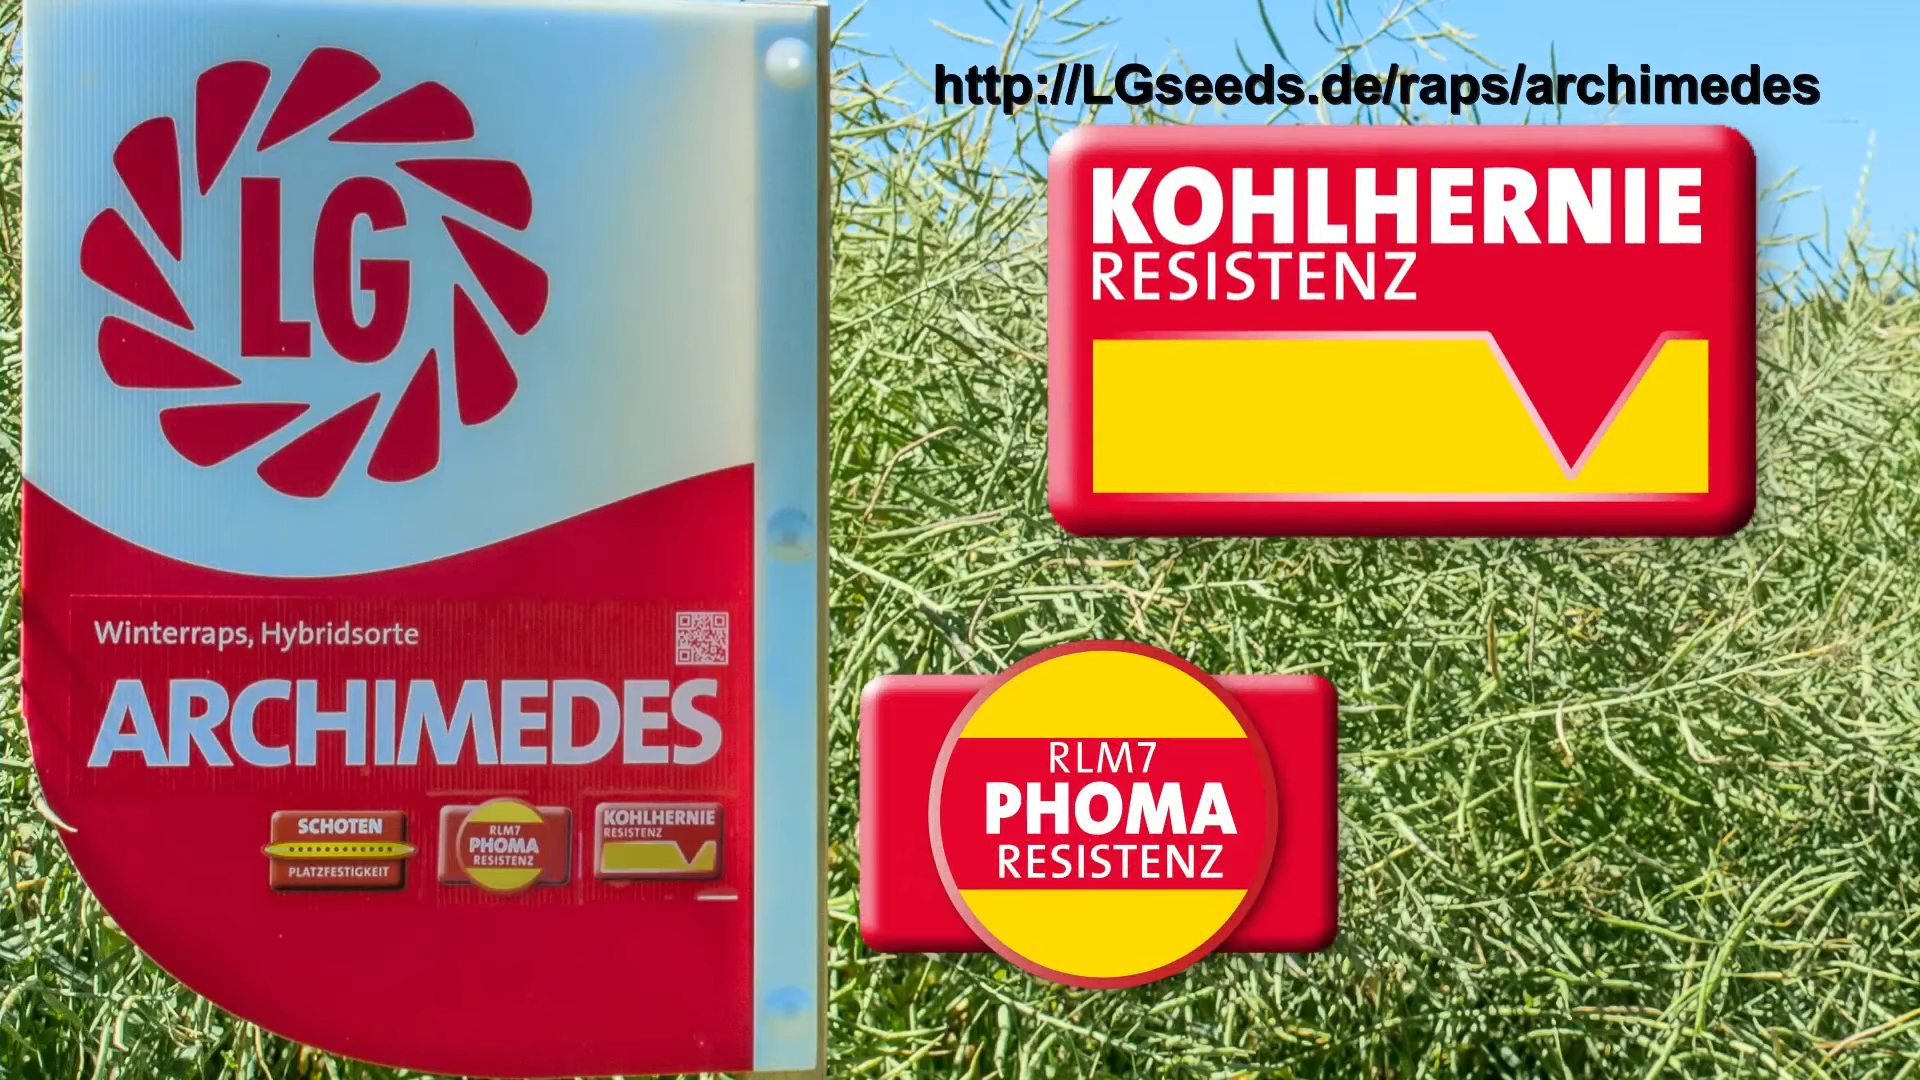 LG
Winterraps, Hybridsorte
ARCHIMEDES
SCHOTEN
PLATZFESTIGKEIT
RLM7
PHOMA
RESISTENZ
KOHLHERNIE
RESISTENZ
http://LGseeds.de/raps/archimedes
KOHLHERNIE
RESISTENZ
RLM7
PHOMA
RESISTENZ